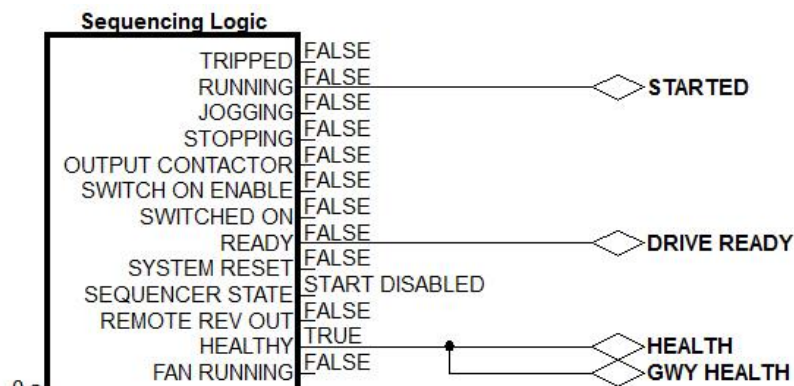 Sequencing Logic
TRIPPED FALSE
RUNNING FALSE STARTED
JOGGING FALSE
STOPPING FALSE
OUTPUT CONTACTOR FALSE
SWITCH ON ENABLE FALSE
SWITCHED ON FALSE
READY FALSE DRIVE READY
SYSTEM RESET FALSE
SEQUENCER STATE START DISABLED
REMOTE REV OUT FALSE
HEALTHY TRUE HEALTH
FAN RUNNING FALSE GWY HEALTH